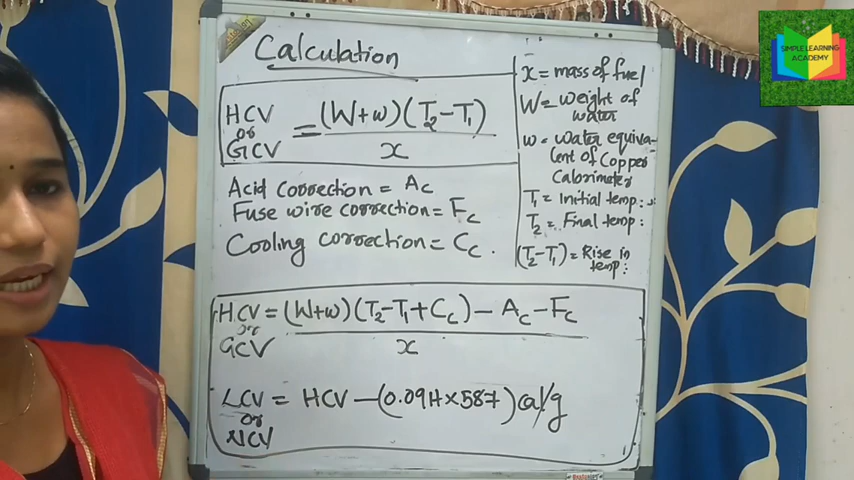 Calculation
HCV
or
GCV
= (W+w)(T2-T1)
x
Acid correction = Ac
Fuse wire correction = Fc
Cooling correction = Cc.
x = mass of fuel
W = weight of
water
w = water equiva-
lent of Copper
Calorimeter
T1 = Initial temp:
T2 = Final temp:
(T2-T1) = Rise in
temp:
HCV = (W+w)(T2-T1+Cc) - Ac - Fc
or
GCV
x
LCV = HCV - (0.09H×587) cal/g
or
NCV
SIMPLE LEARNING
ACADEMY